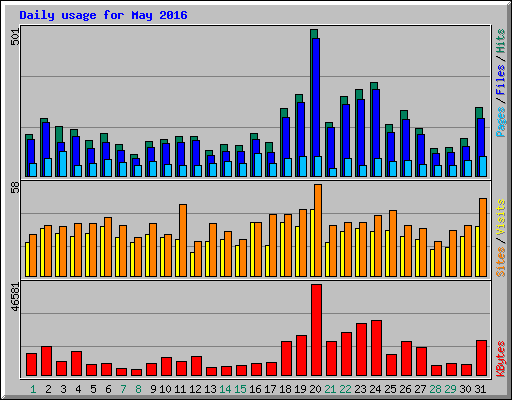 Daily usage for May 2016
501
Pages / Files / Hits
58
Sites / Visits
46581
KBytes
1 2 3 4 5 6 7 8 9 10 11 12 13 14 15 16 17 18 19 20 21 22 23 24 25 26 27 28 29 30 31